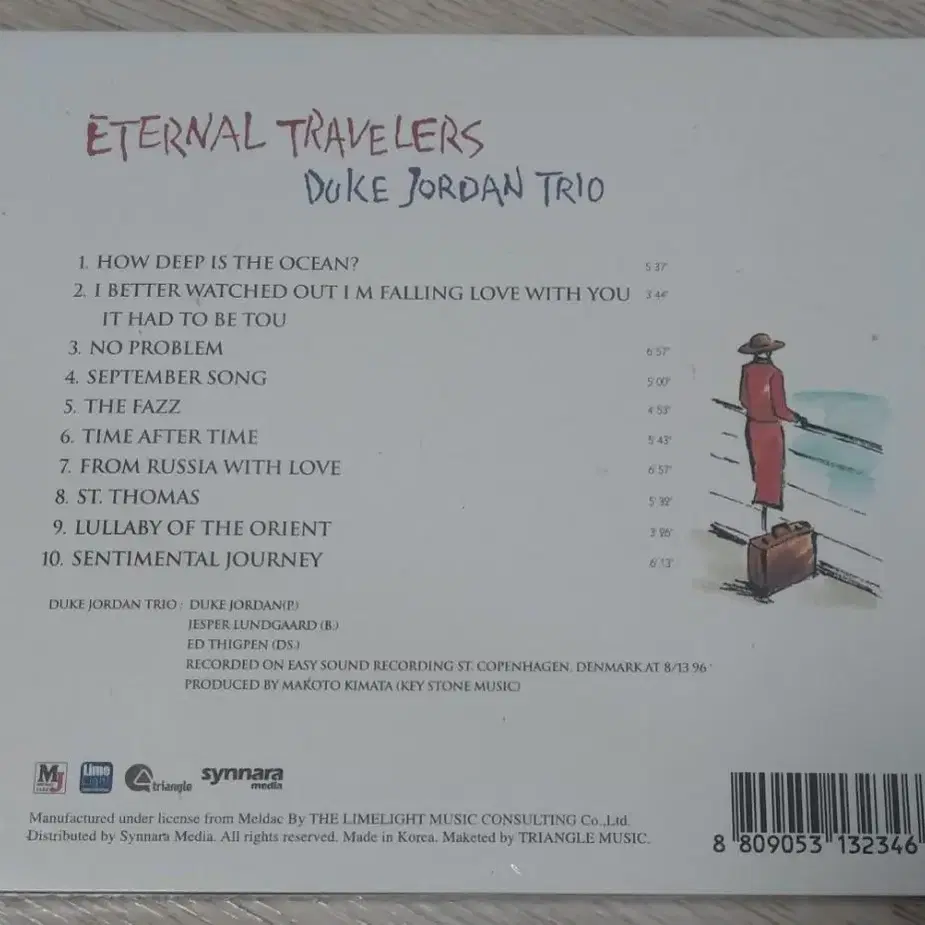 ETERNAL TRAVELERS
DUKE JORDAN TRIO
1. HOW DEEP IS THE OCEAN? 5'37"
2. I BETTER WATCHED OUT I M FALLING LOVE WITH YOU 3'44"
IT HAD TO BE TOU
3. NO PROBLEM 6'57"
4. SEPTEMBER SONG 5'00"
5. THE FAZZ 4'53"
6. TIME AFTER TIME 5'43"
7. FROM RUSSIA WITH LOVE 6'57"
8. ST. THOMAS 5'39"
9. LULLABY OF THE ORIENT
10. SENTIMENTAL JOURNEY 6'13"
DUKE JORDAN TRIO : DUKE JORDAN(P.)
JESPER LUNDGAARD (B.)
ED THIGPEN (DS.)
RECORDED ON EASY SOUND RECORDING ST. COPENHAGEN, DENMARK.AT 8/13 96'
PRODUCED BY MAKOTO KIMATA (KEY STONE MUSIC)
MJ Lime Light triangle synnara media
Manufactured under license from Meldac By THE LIMELIGHT MUSIC CONSULTING Co.,Ltd.
Distributed by Synnara Media. All rights reserved. Made in Korea. Maketed by TRIANGLE MUSIC.
8 809053 132346